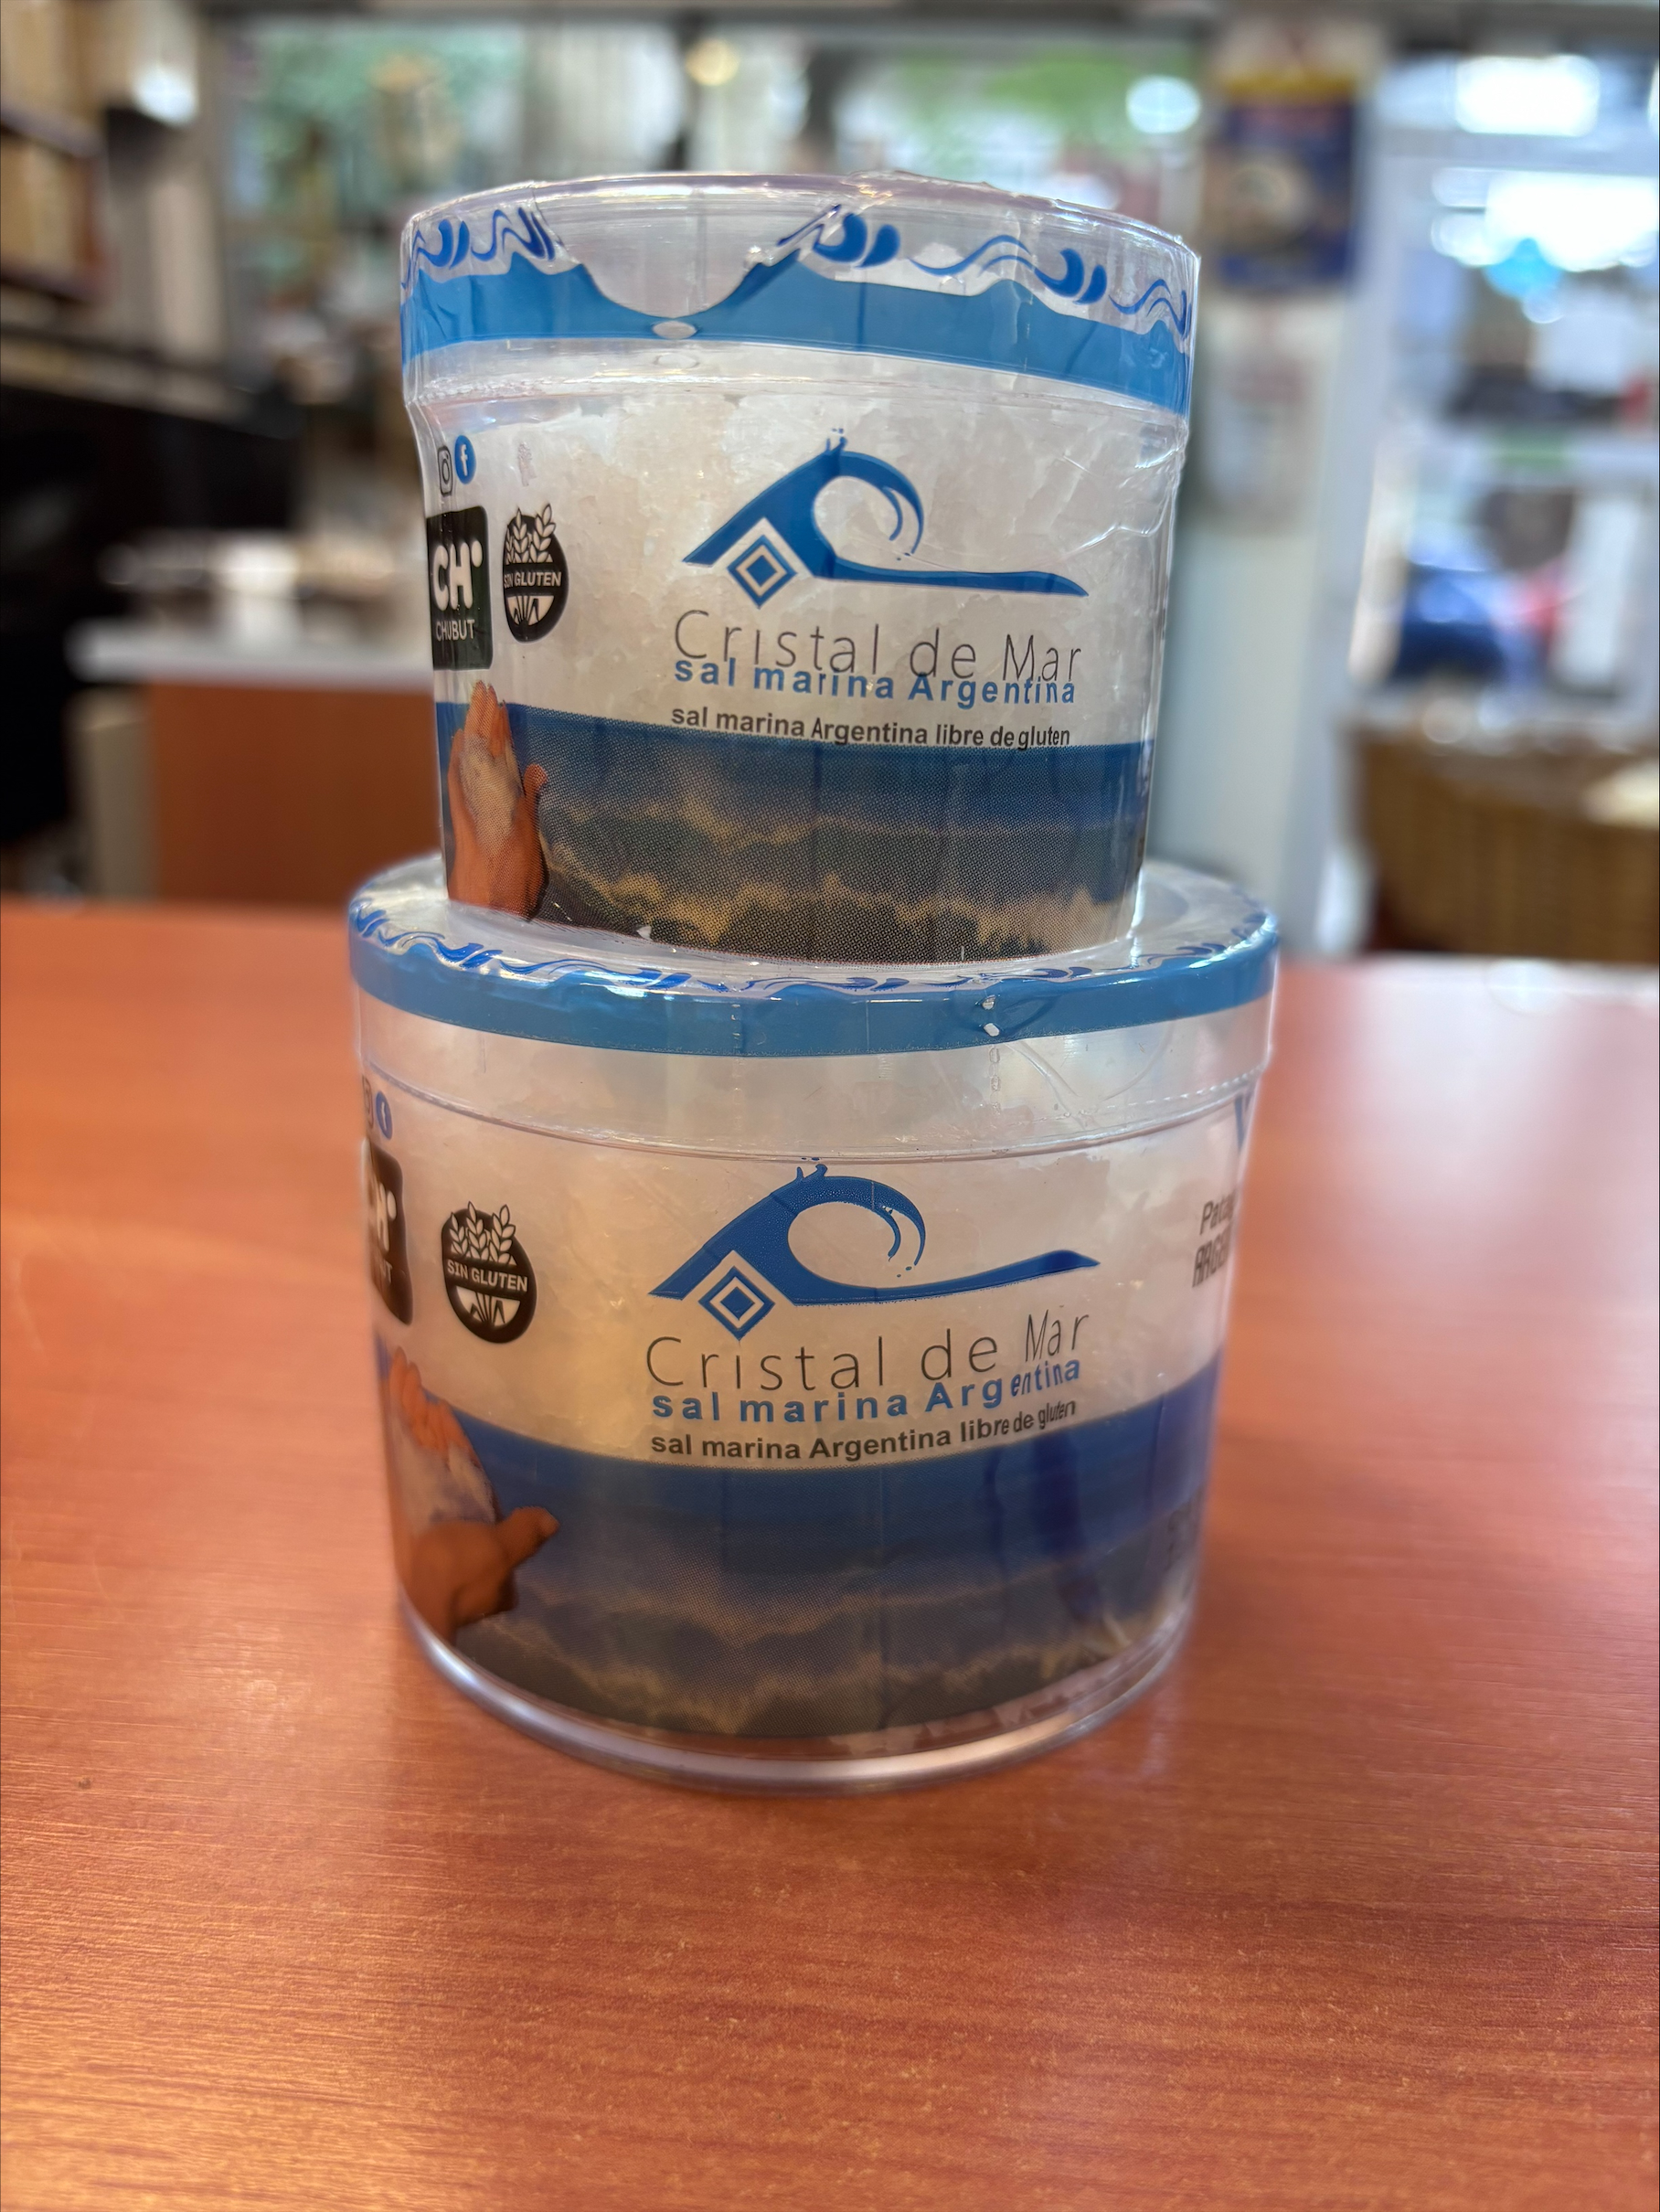 CH
CHUBUT
SIN GLUTEN
Cristal de Mar
sal marina Argentina
sal marina Argentina libre de gluten
SIN GLUTEN
Cristal de Mar
sal marina Argentina
sal marina Argentina libre de gluten